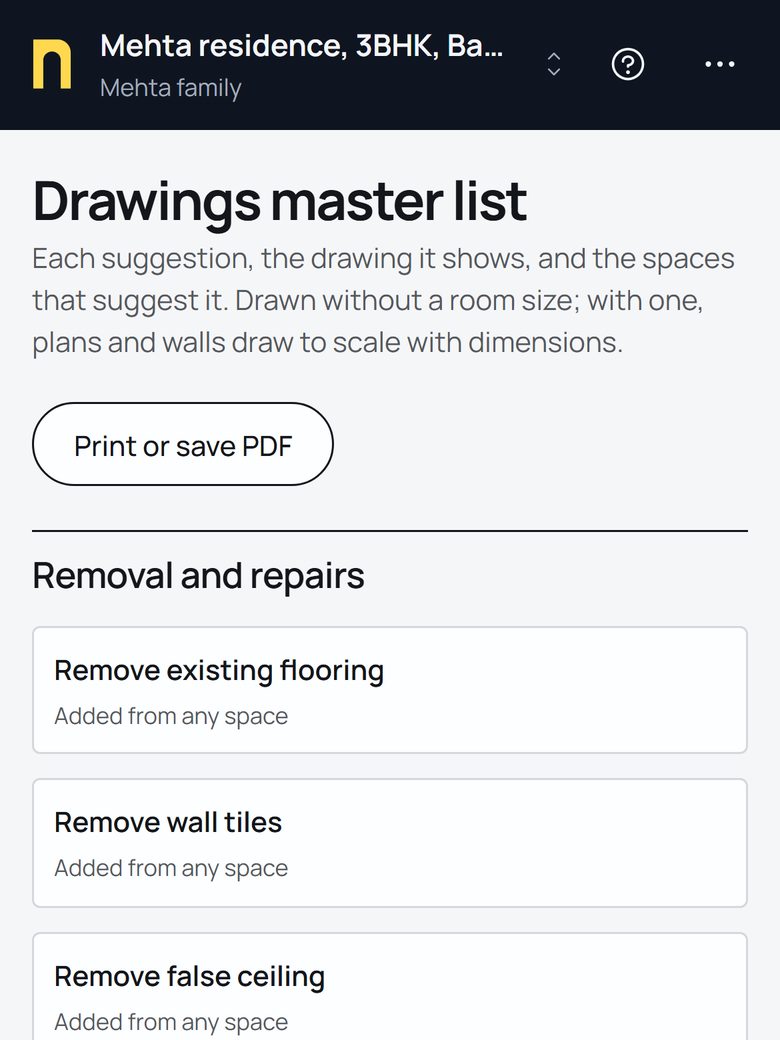 n
Mehta residence, 3BHK, Ba...
Mehta family
Drawings master list
Each suggestion, the drawing it shows, and the spaces
that suggest it. Drawn without a room size; with one,
plans and walls draw to scale with dimensions.
Print or save PDF
Removal and repairs
Remove existing flooring
Added from any space
Remove wall tiles
Added from any space
Remove false ceiling
Added from any space